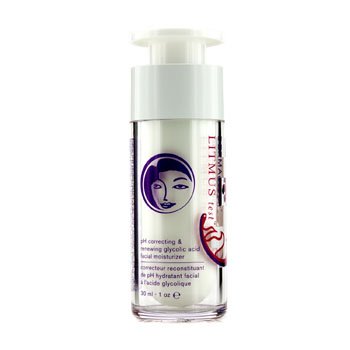 LITMUS test
pH correcting &
renewing glycolic acid
facial moisturizer
correcteur reconstituant
de pH hydratant facial
à l'acide glycolique
30 ml - 1 oz ℮